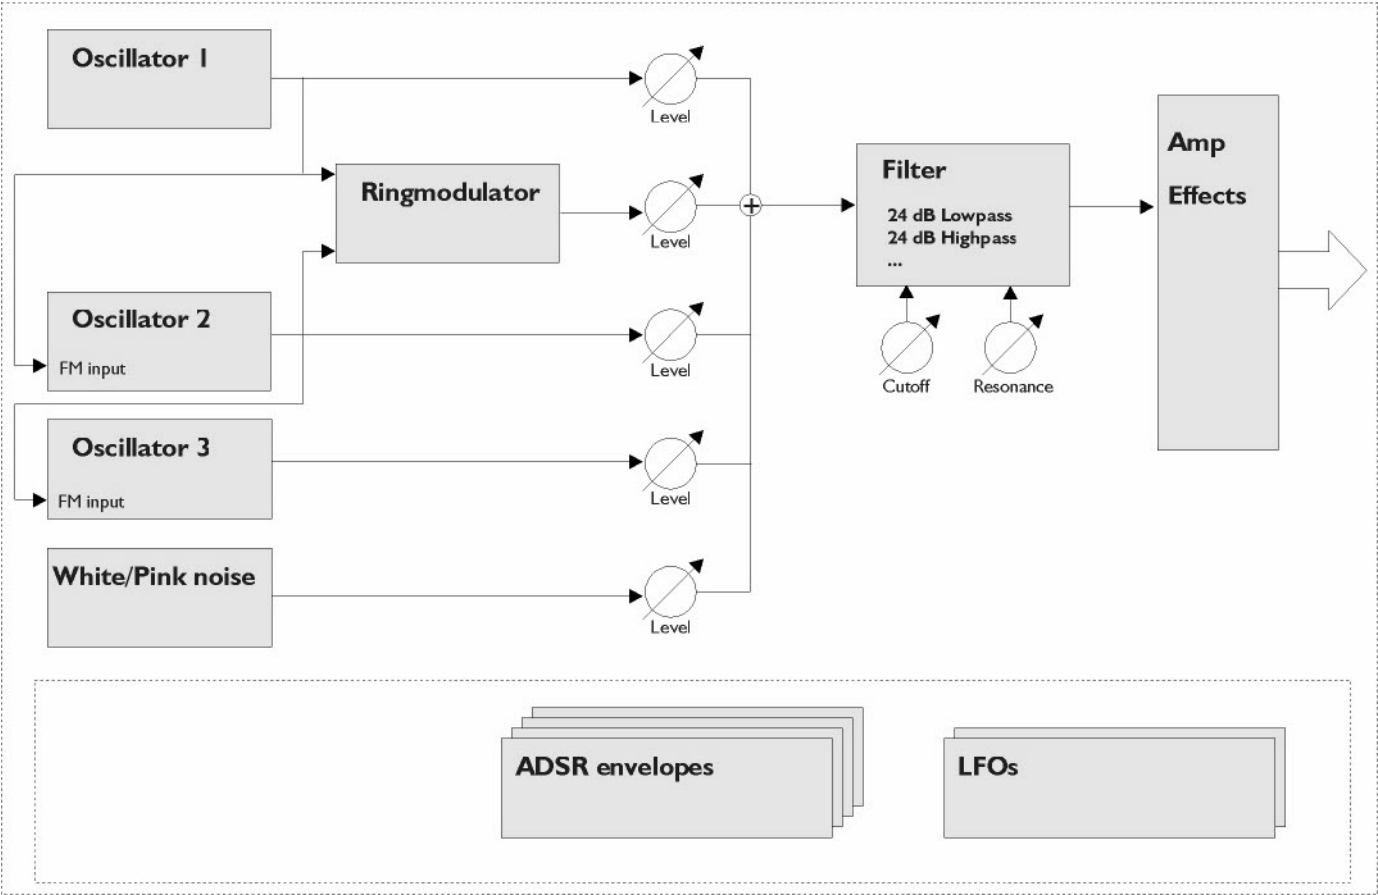 Oscillator 1
Level
Ringmodulator
Level
Filter
24 dB Lowpass
24 dB Highpass
...
Cutoff
Resonance
Amp
Effects
Oscillator 2
FM input
Level
Oscillator 3
FM input
Level
White/Pink noise
Level
ADSR envelopes
LFOs